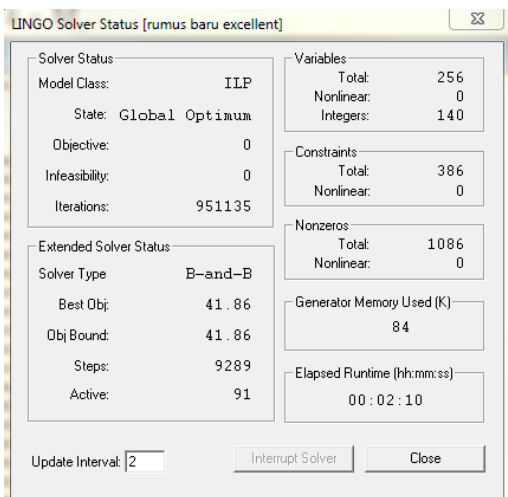 LINGO Solver Status [rumus baru excellent]
Solver Status
Model Class: ILP
State: Global Optimum
Objective: 0
Infeasibility: 0
Iterations: 951135
Extended Solver Status
Solver Type B-and-B
Best Obj: 41.86
Obj Bound: 41.86
Steps: 9289
Active: 91
Variables
Total: 256
Nonlinear: 0
Integers: 140
Constraints
Total: 386
Nonlinear: 0
Nonzeros
Total: 1086
Nonlinear: 0
Generator Memory Used (K)
84
Elapsed Runtime (hh:mm:ss)
00:02:10
Update Interval: 2
Interrupt Solver
Close